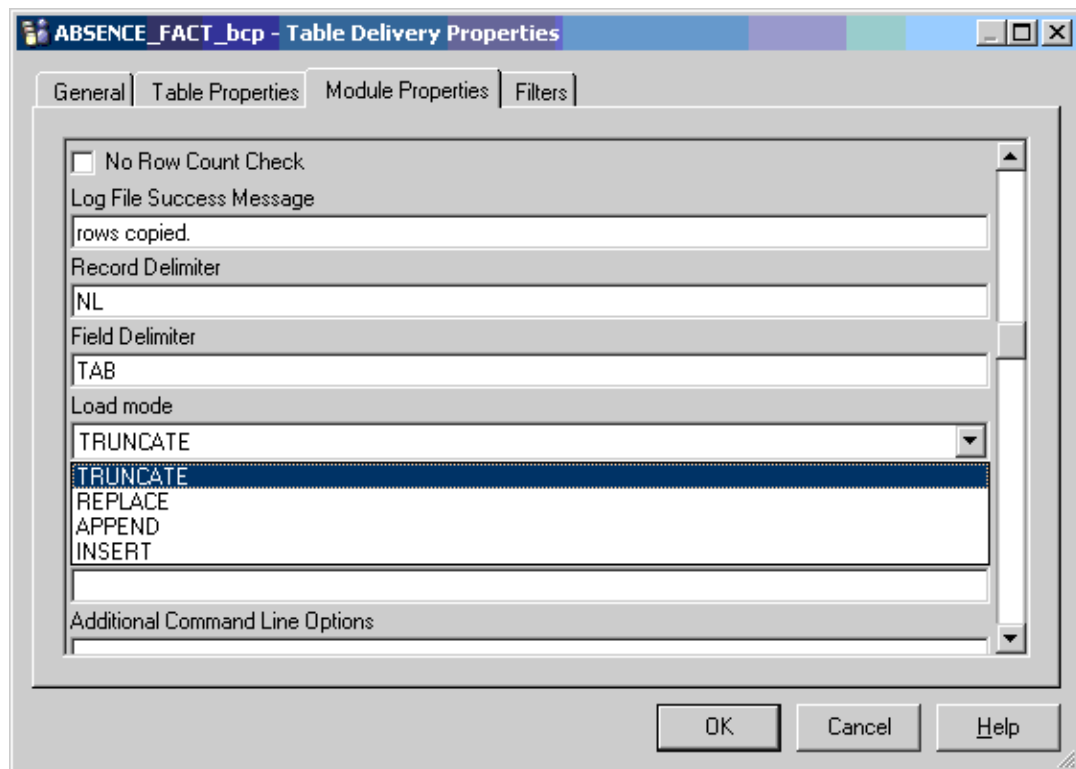 ABSENCE_FACT_bcp - Table Delivery Properties
General Table Properties Module Properties Filters
No Row Count Check
Log File Success Message
rows copied.
Record Delimiter
NL
Field Delimiter
TAB
Load mode
TRUNCATE
TRUNCATE
REPLACE
APPEND
INSERT
Additional Command Line Options
OK Cancel Help